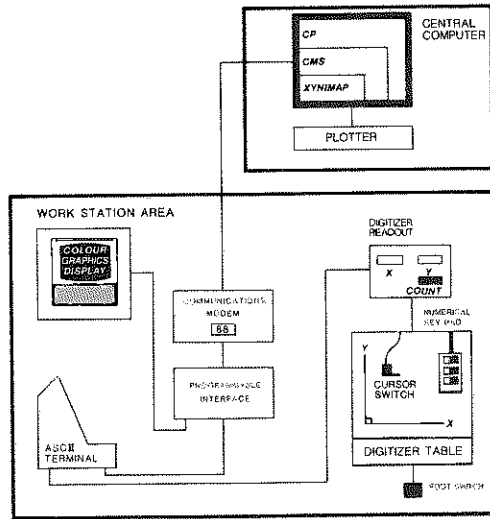 CENTRAL
COMPUTER
CP
CMS
XYNIMAP
PLOTTER
WORK STATION AREA
COLOUR
GRAPHICS
DISPLAY
COMMUNICATIONS
MODEM
PROGRAMMABLE
INTERFACE
ASCII
TERMINAL
DIGITIZER
READOUT
X Y
COUNT
NUMERICAL
KEY PAD
Y
CURSOR
SWITCH
X
DIGITIZER TABLE
FOOT SWITCH